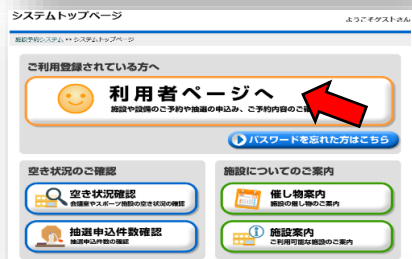 システムトップページ
ようこそゲストさん
施設予約システム ›› システムトップページ
ご利用登録されている方へ
利用者ページへ
施設や設備のご予約や抽選の申込み、ご予約内容のご確
パスワードを忘れた方はこちら
空き状況のご確認
空き状況確認
会議室やスポーツ施設の空き状況の確認
抽選申込件数確認
抽選申込件数の確認
施設についてのご案内
催し物案内
施設の催し物のご案内
施設案内
ご利用可能な施設のご案内